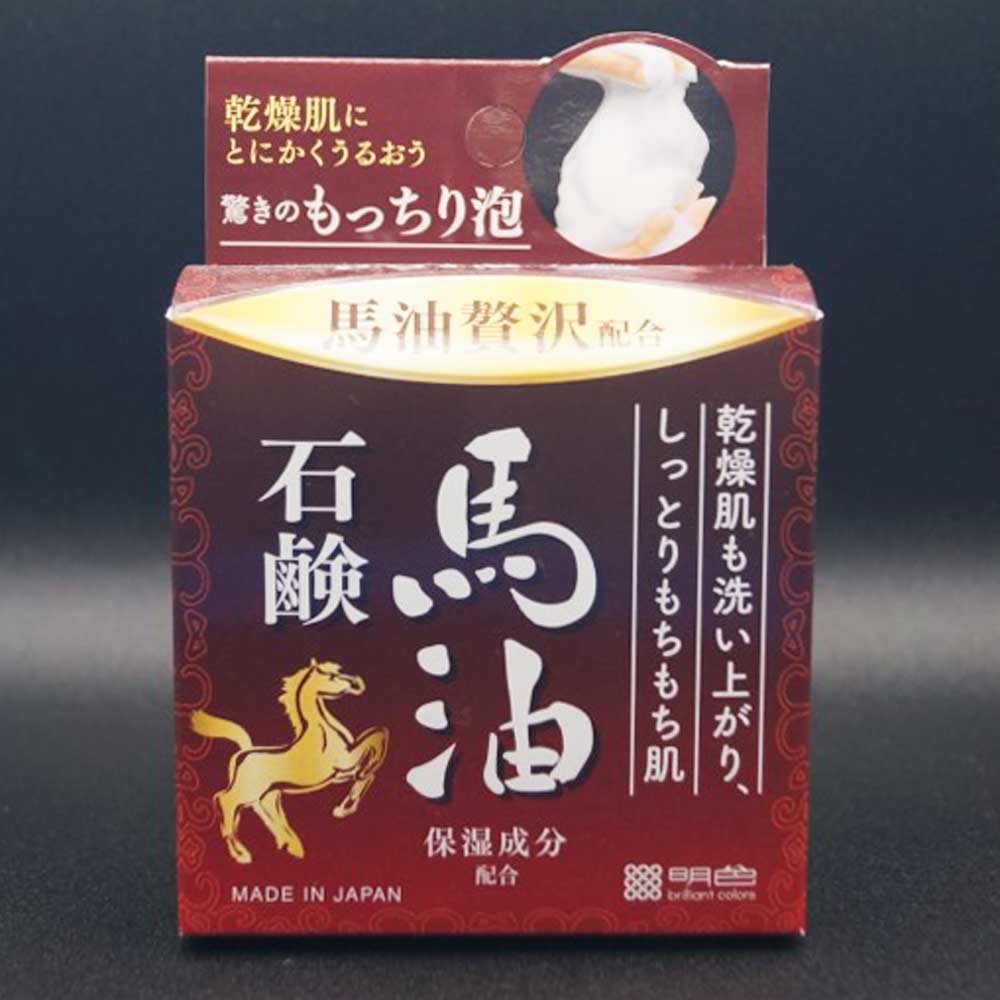 乾燥肌に
とにかくうるおう
驚きのもっちり泡
馬油贅沢配合
乾燥肌も洗い上がり、
しっとりもちもち肌
馬油
石鹸
保湿成分
配合
MADE IN JAPAN
明色
brilliant colors